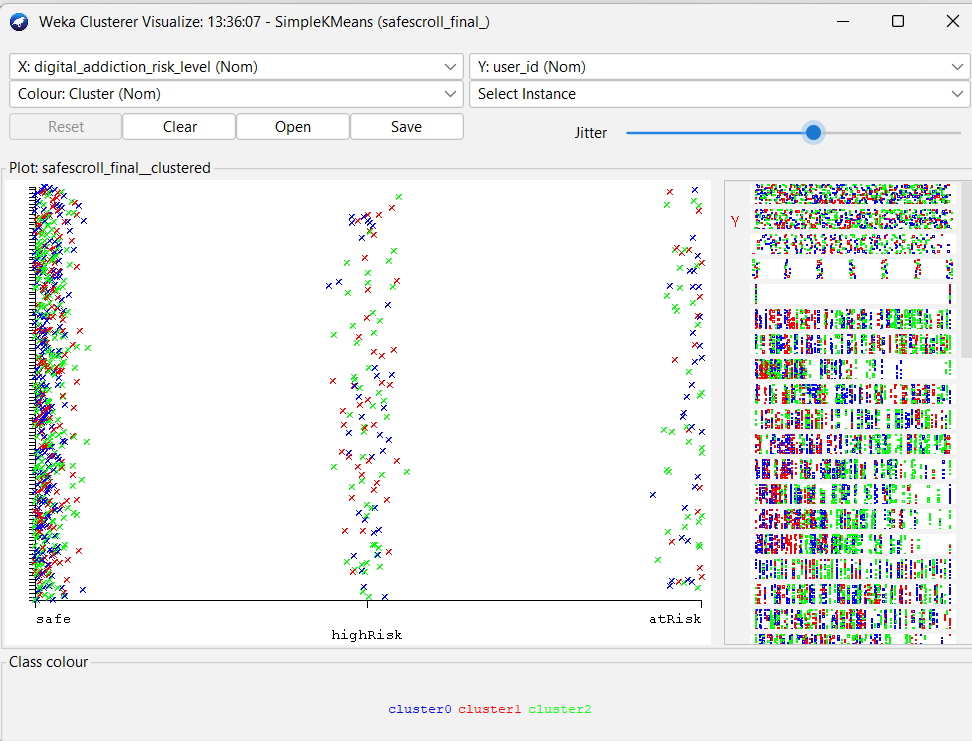 Weka Clusterer Visualize: 13:36:07 - SimpleKMeans (safescroll_final_)
X: digital_addiction_risk_level (Nom)
Y: user_id (Nom)
Colour: Cluster (Nom)
Select Instance
Reset
Clear
Open
Save
Jitter
Plot: safescroll_final__clustered
Y
safe
highRisk
atRisk
Class colour
cluster0 cluster1 cluster2